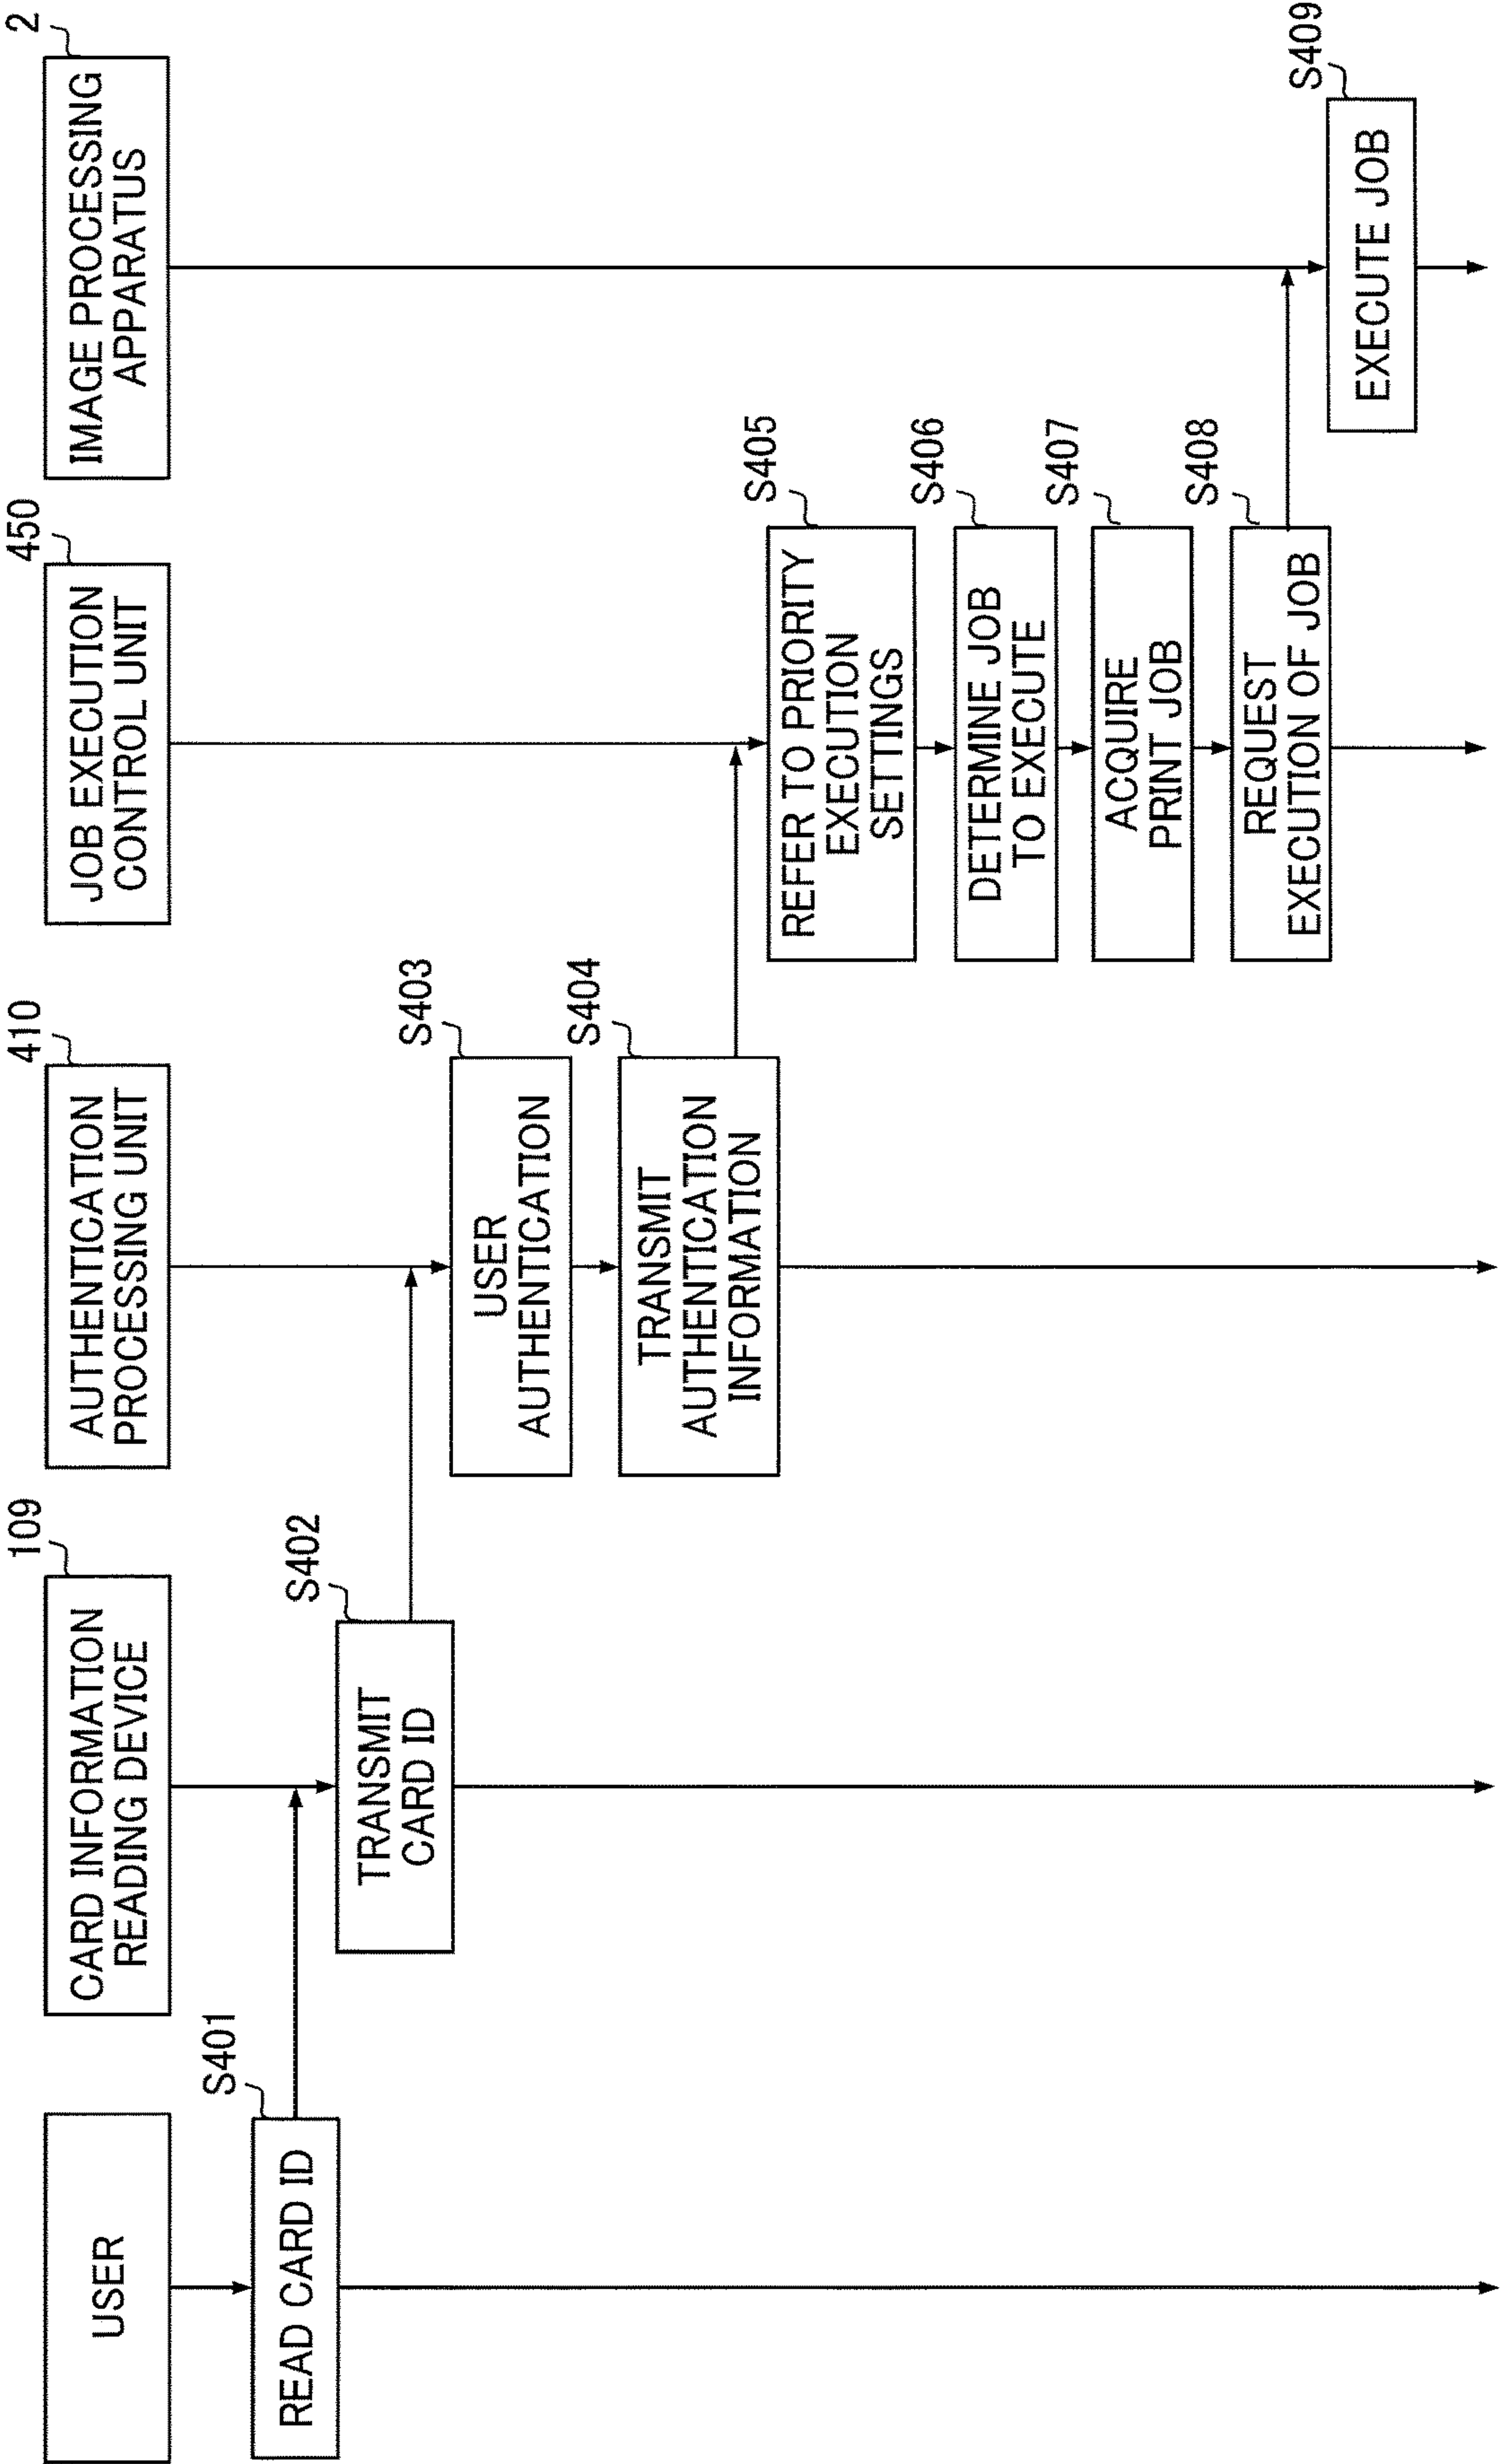 USER
109
CARD INFORMATION
READING DEVICE
410
AUTHENTICATION
PROCESSING UNIT
450
JOB EXECUTION
CONTROL UNIT
2
IMAGE PROCESSING
APPARATUS
S401
READ CARD ID
S402
TRANSMIT
CARD ID
S403
USER
AUTHENTICATION
S404
TRANSMIT
AUTHENTICATION
INFORMATION
S405
REFER TO PRIORITY
EXECUTION
SETTINGS
S406
DETERMINE JOB
TO EXECUTE
S407
ACQUIRE
PRINT JOB
S408
REQUEST
EXECUTION OF JOB
S409
EXECUTE JOB